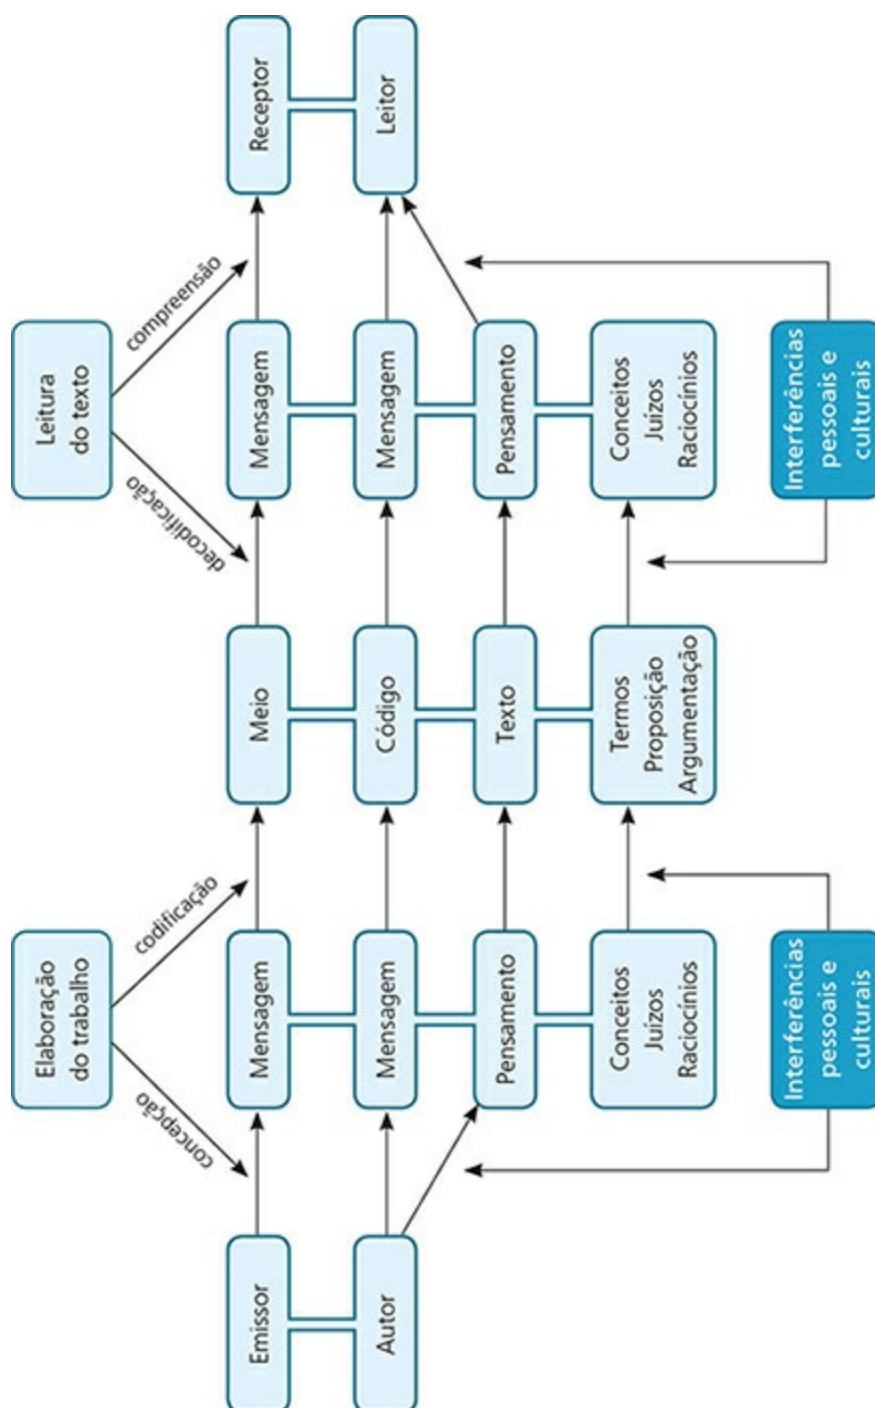 Elaboração
do trabalho
Leitura
do texto
concepção
codificação
decodificação
compreensão
Emissor
Mensagem
Meio
Mensagem
Receptor
Autor
Mensagem
Código
Mensagem
Leitor
Pensamento
Texto
Pensamento
Conceitos
Juízos
Raciocínios
Termos
Proposição
Argumentação
Conceitos
Juízos
Raciocínios
Interferências
pessoais e
culturais
Interferências
pessoais e
culturais